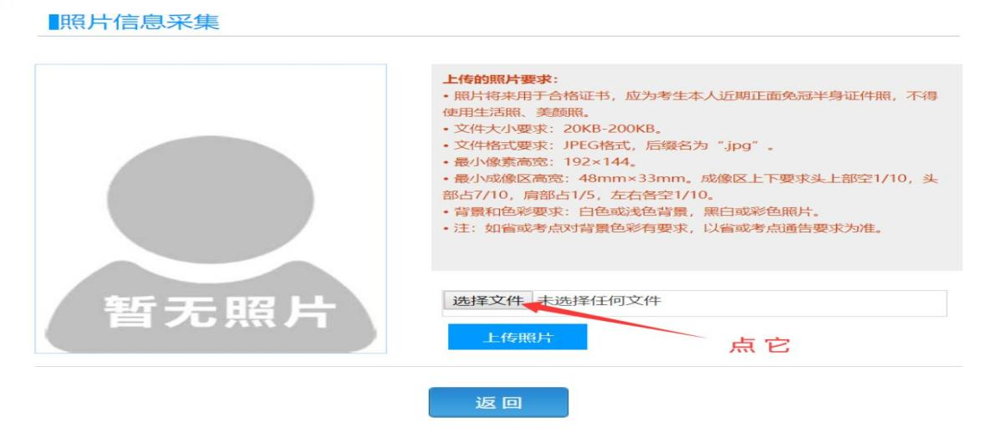 照片信息采集
上传的照片要求：
• 照片将来用于合格证书，应为考生本人近期正面免冠半身证件照，不得
使用生活照、美颜照。
• 文件大小要求：20KB-200KB。
• 文件格式要求：JPEG格式，后缀名为“.jpg”。
• 最小像素高宽：192×144。
• 最小成像区高宽：48mm×33mm。成像区上下要求头上部空1/10，头
部占7/10，肩部占1/5，左右各空1/10。
• 背景和色彩要求：白色或浅色背景，黑白或彩色照片。
• 注：如省或考点对背景色彩有要求，以省或考点通告要求为准。
暂无照片
选择文件 未选择任何文件
上传照片
点它
返回